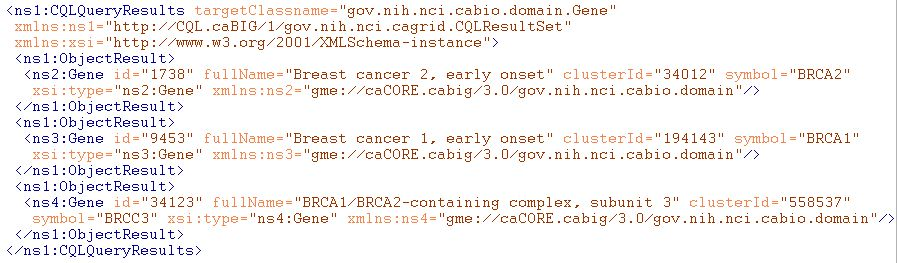 <ns1:CQLQueryResults targetClassname="gov.nih.nci.cabio.domain.Gene"
xmlns:ns1="http://CQL.caBIG/1/gov.nih.nci.cagrid.CQLResultSet"
xmlns:xsi="http://www.w3.org/2001/XMLSchema-instance">
<ns1:ObjectResult>
<ns2:Gene id="1738" fullName="Breast cancer 2, early onset" clusterId="34012" symbol="BRCA2"
xsi:type="ns2:Gene" xmlns:ns2="gme://caCORE.cabig/3.0/gov.nih.nci.cabio.domain"/>
</ns1:ObjectResult>
<ns1:ObjectResult>
<ns3:Gene id="9453" fullName="Breast cancer 1, early onset" clusterId="194143" symbol="BRCA1"
xsi:type="ns3:Gene" xmlns:ns3="gme://caCORE.cabig/3.0/gov.nih.nci.cabio.domain"/>
</ns1:ObjectResult>
<ns1:ObjectResult>
<ns4:Gene id="34123" fullName="BRCA1/BRCA2-containing complex, subunit 3" clusterId="558537"
symbol="BRCC3" xsi:type="ns4:Gene" xmlns:ns4="gme://caCORE.cabig/3.0/gov.nih.nci.cabio.domain"/>
</ns1:ObjectResult>
</ns1:CQLQueryResults>